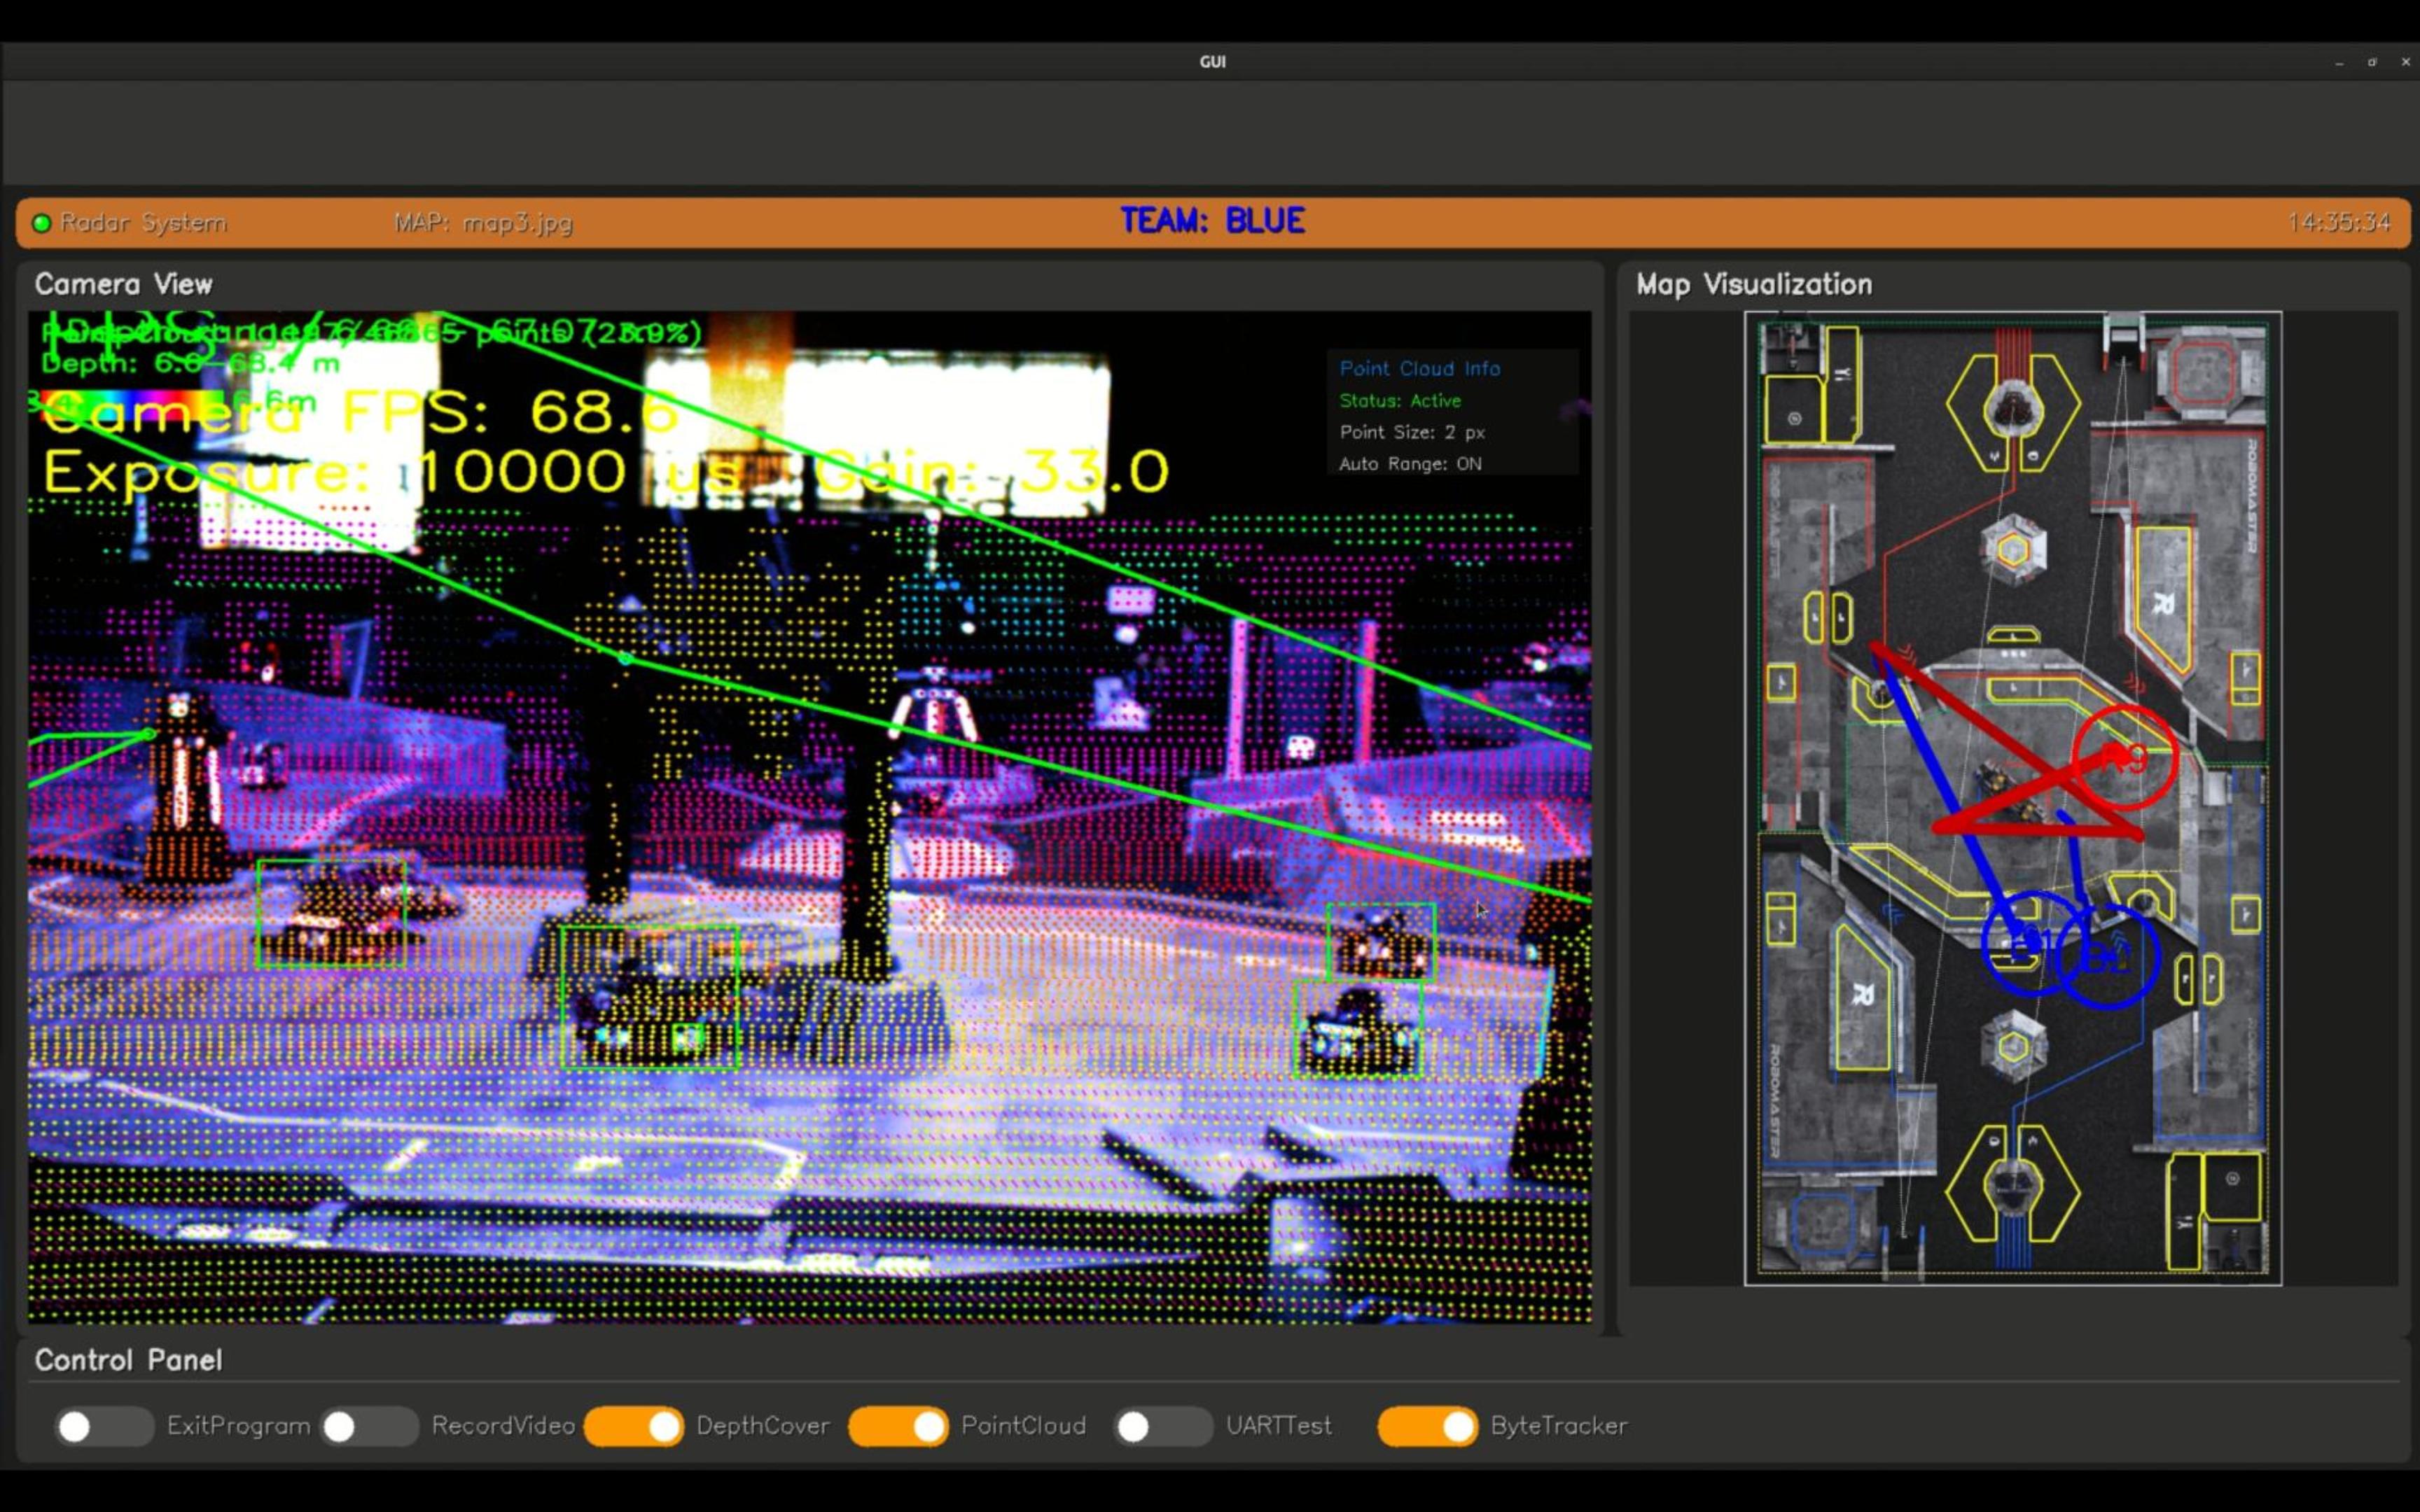 GUI
Radar System
MAP: map3.jpg
TEAM: BLUE
14:35:34
Camera View
Depth: 6.6-68.4 m
6.6m
Camera FPS: 68.6
Exposure: 10000 us Gain: 33.0
Point Cloud Info
Status: Active
Point Size: 2 px
Auto Range: ON
Map Visualization
ROBOMASTER
ROBOMASTER
R
R
ROBOMASTER
Control Panel
ExitProgram
RecordVideo
DepthCover
PointCloud
UARTTest
ByteTracker